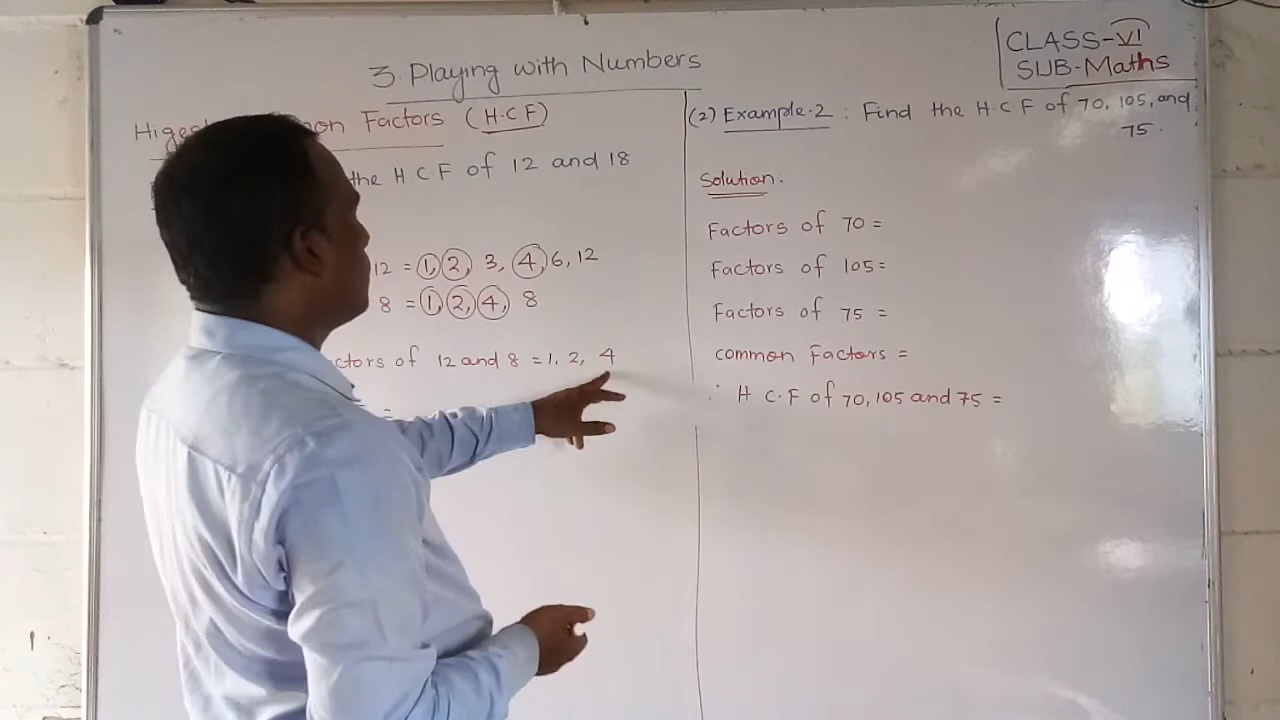 3. Playing with Numbers
CLASS-VI
SUB-Maths
Factors (H.C.F)
the H C F of 12 and 18
12 = 1, 2, 3, 4, 6, 12
8 = 1, 2, 4, 8
ctors of 12 and 8 = 1, 2, 4
=
(2) Example.2 : Find the H C F of 70, 105, and
75.
Solution.
Factors of 70 =
Factors of 105=
Factors of 75 =
common Factors =
∴ H C.F of 70, 105 and 75 =